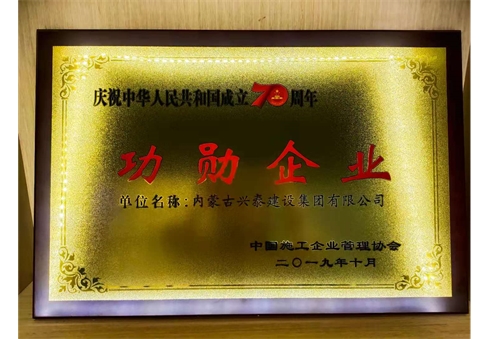 庆祝中华人民共和国成立70周年
功勋企业
单位名称:内蒙古兴泰建设集团有限公司
中国施工企业管理协会
二〇一九年十月